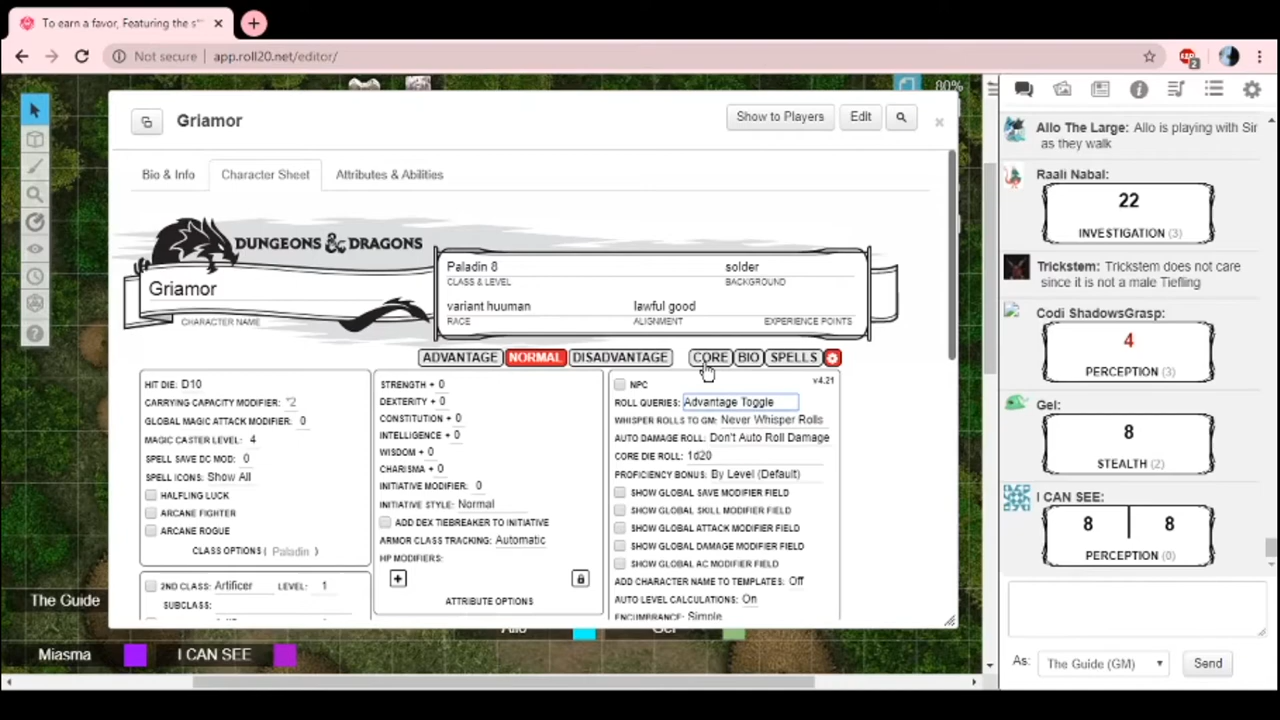 To earn a favor, Featuring the s"
Not secure | app.roll20.net/editor/
2
80%
Griamor
Show to Players
Edit
Bio & Info
Character Sheet
Attributes & Abilities
DUNGEONS & DRAGONS
Griamor
CHARACTER NAME
Paladin 8
solder
CLASS & LEVEL
BACKGROUND
variant huuman
lawful good
RACE
ALIGNMENT
EXPERIENCE POINTS
ADVANTAGE
NORMAL
DISADVANTAGE
CORE
BIO
SPELLS
HIT DIE: D10
CARRYING CAPACITY MODIFIER: *2
GLOBAL MAGIC ATTACK MODIFIER: 0
MAGIC CASTER LEVEL: 4
SPELL SAVE DC MOD: 0
SPELL ICONS: Show All
HALFLING LUCK
ARCANE FIGHTER
ARCANE ROGUE
CLASS OPTIONS ( Paladin )
2ND CLASS: Artificer LEVEL: 1
SUBCLASS:
STRENGTH + 0
DEXTERITY + 0
CONSTITUTION + 0
INTELLIGENCE + 0
WISDOM + 0
CHARISMA + 0
INITIATIVE MODIFIER: 0
INITIATIVE STYLE: Normal
ADD DEX TIEBREAKER TO INITIATIVE
ARMOR CLASS TRACKING: Automatic
HP MODIFIERS:
ATTRIBUTE OPTIONS
NPC
v4.21
ROLL QUERIES: Advantage Toggle
WHISPER ROLLS TO GM: Never Whisper Rolls
AUTO DAMAGE ROLL: Don't Auto Roll Damage
CORE DIE ROLL: 1d20
PROFICIENCY BONUS: By Level (Default)
SHOW GLOBAL SAVE MODIFIER FIELD
SHOW GLOBAL SKILL MODIFIER FIELD
SHOW GLOBAL ATTACK MODIFIER FIELD
SHOW GLOBAL DAMAGE MODIFIER FIELD
SHOW GLOBAL AC MODIFIER FIELD
ADD CHARACTER NAME TO TEMPLATES: Off
AUTO LEVEL CALCULATIONS: On
ENCUMBRANCE: Simple
The Guide
Allo
Gel
Miasma
I CAN SEE
Allo The Large: Allo is playing with Sir
as they walk
Raali Nabal:
22
INVESTIGATION (3)
Trickstem: Trickstem does not care
since it is not a male Tiefling
Codi ShadowsGrasp:
4
PERCEPTION (3)
Gel:
8
STEALTH (2)
I CAN SEE:
8 8
PERCEPTION (0)
As: The Guide (GM)
Send